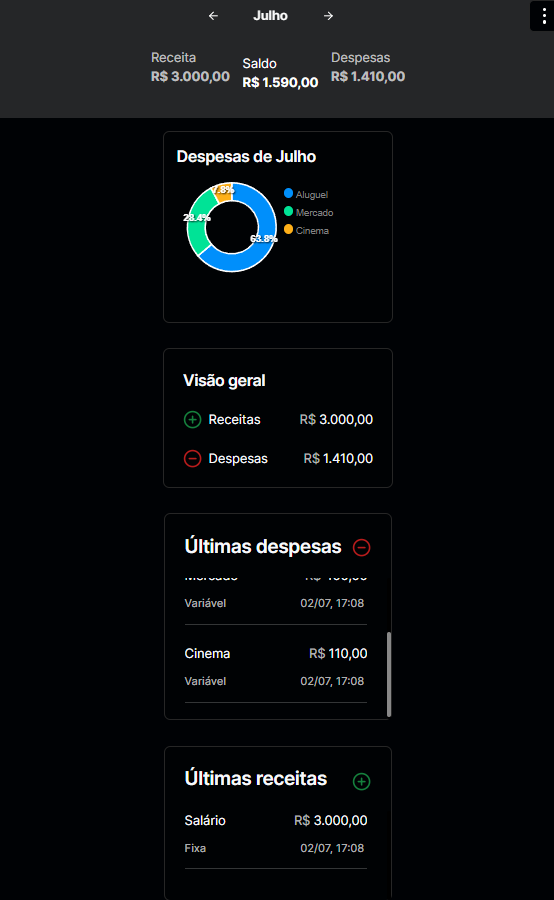 Julho
Receita Saldo Despesas
R$ 3.000,00 R$ 1.590,00 R$ 1.410,00
Despesas de Julho
7.8%
28.4%
63.8%
Aluguel
Mercado
Cinema
Visão geral
Receitas R$ 3.000,00
Despesas R$ 1.410,00
Últimas despesas
Mercado R$
Variável 02/07, 17:08
Cinema R$ 110,00
Variável 02/07, 17:08
Últimas receitas
Salário R$ 3.000,00
Fixa 02/07, 17:08